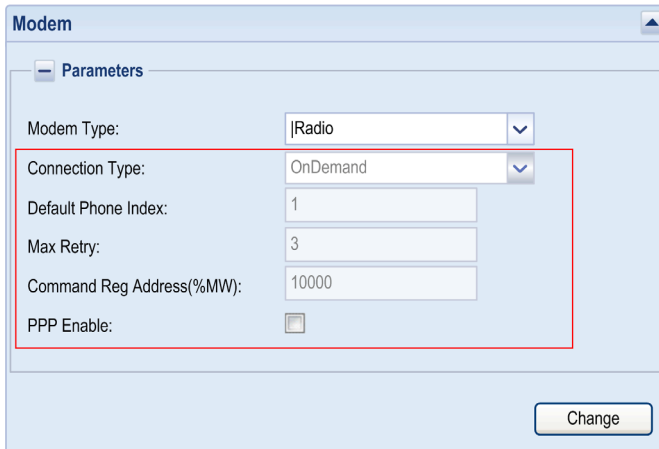 Modem
Parameters
Modem Type: |Radio
Connection Type: OnDemand
Default Phone Index: 1
Max Retry: 3
Command Reg Address(%MW): 10000
PPP Enable:
Change